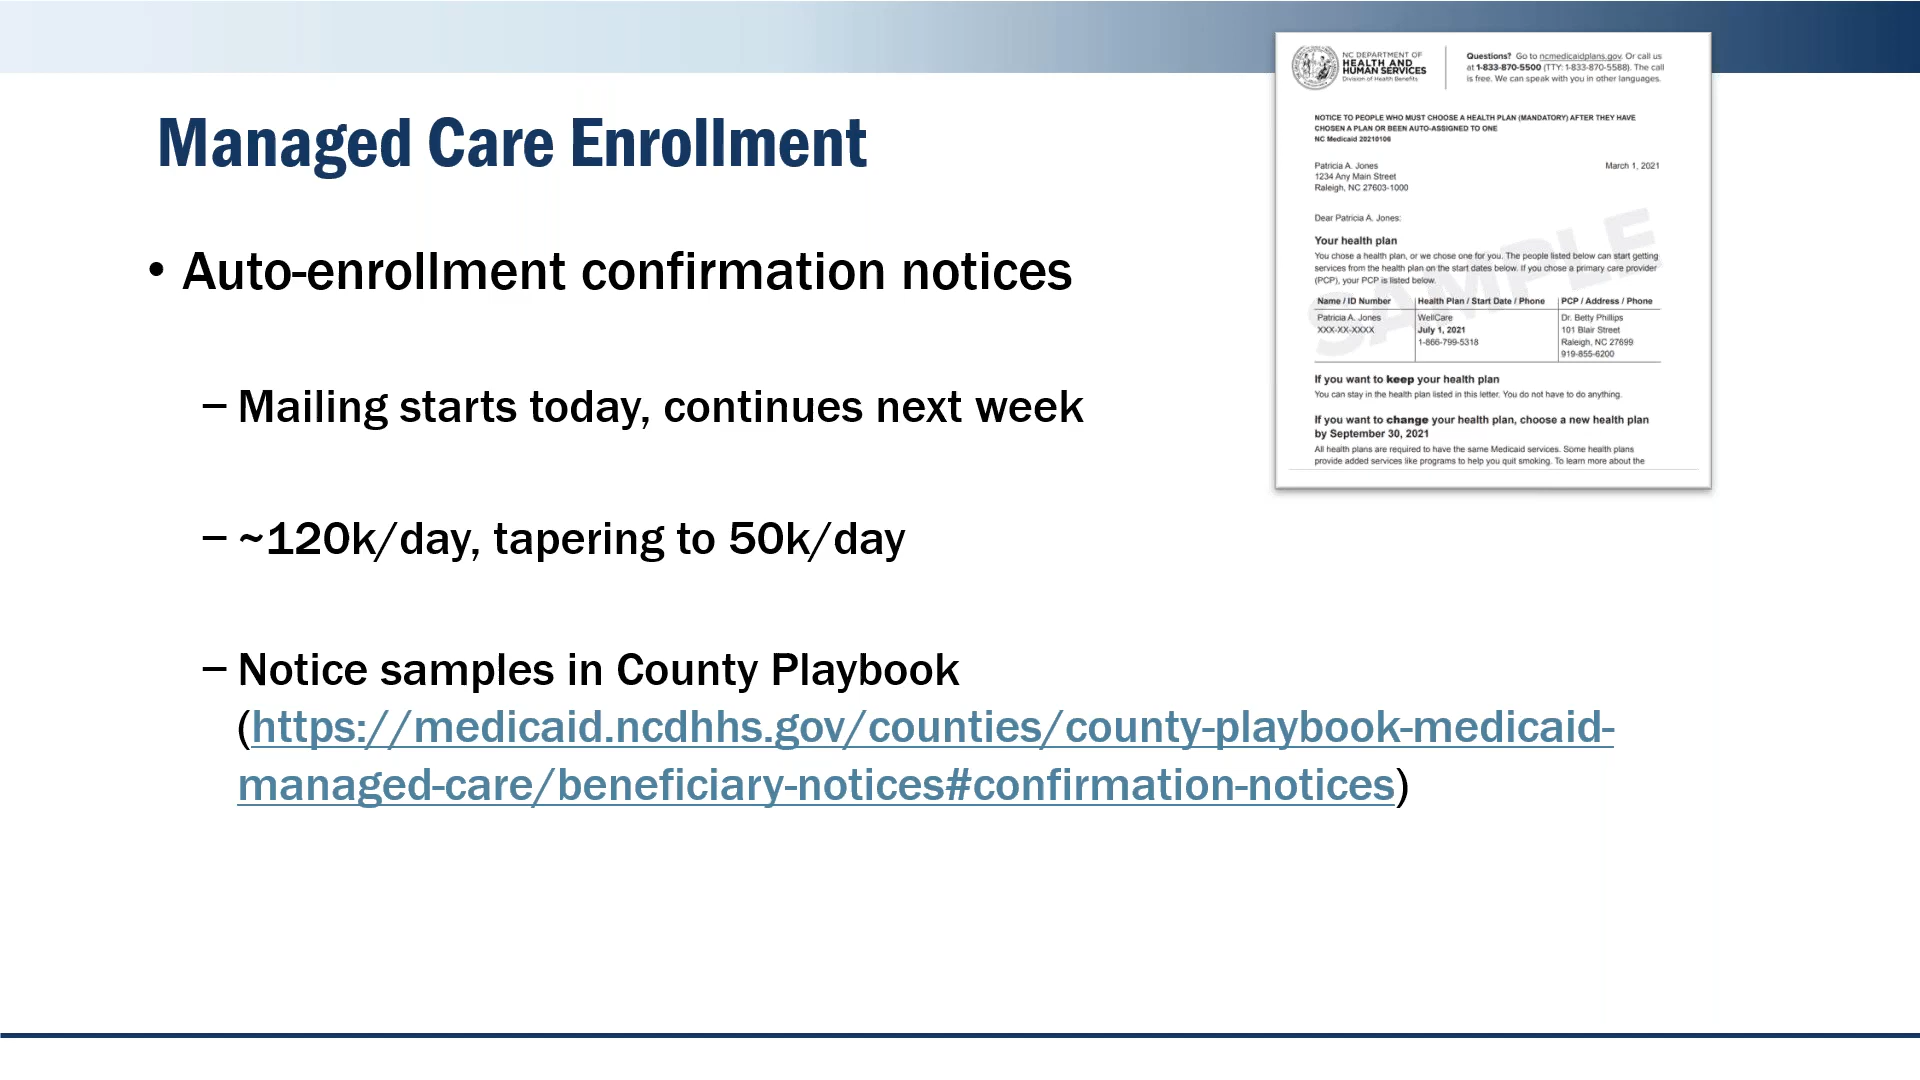 NC DEPARTMENT OF
HEALTH AND
HUMAN SERVICES
Division of Health Benefits
Questions? Go to ncmedicaidplans.gov. Or call us
at 1-833-870-5500 (TTY: 1-833-870-5588). The call
is free. We can speak with you in other languages.
NOTICE TO PEOPLE WHO MUST CHOOSE A HEALTH PLAN (MANDATORY) AFTER THEY HAVE
CHOSEN A PLAN OR BEEN AUTO-ASSIGNED TO ONE
NC Medicaid 20210106
Patricia A. Jones
March 1, 2021
1234 Any Main Street
Raleigh, NC 27603-1000
Dear Patricia A. Jones:
Your health plan
You chose a health plan, or we chose one for you. The people listed below can start getting
services from the health plan on the start dates below. If you chose a primary care provider
(PCP), your PCP is listed below.
SAMPLE
Name / ID Number
Health Plan / Start Date / Phone
PCP / Address / Phone
Patricia A. Jones
XXX-XX-XXXX
WellCare
July 1, 2021
1-866-799-5318
Dr. Betty Phillips
101 Blair Street
Raleigh, NC 27699
919-855-6200
If you want to keep your health plan
You can stay in the health plan listed in this letter. You do not have to do anything.
If you want to change your health plan, choose a new health plan
by September 30, 2021
All health plans are required to have the same Medicaid services. Some health plans
provide added services like programs to help you quit smoking. To learn more about the
Managed Care Enrollment
• Auto-enrollment confirmation notices
– Mailing starts today, continues next week
– ~120k/day, tapering to 50k/day
– Notice samples in County Playbook
(https://medicaid.ncdhhs.gov/counties/county-playbook-medicaid-
managed-care/beneficiary-notices#confirmation-notices)